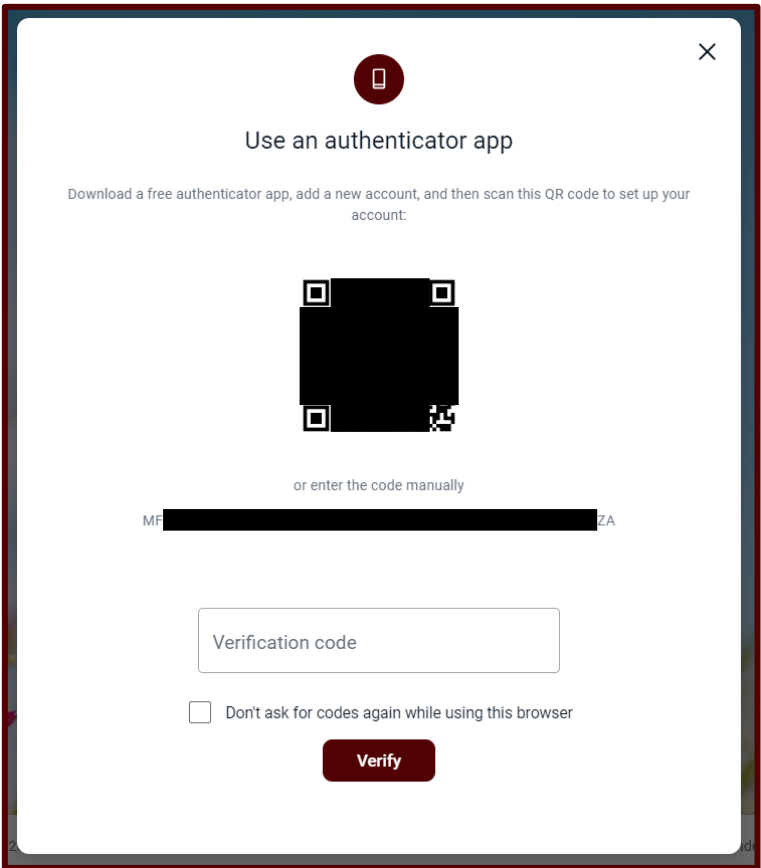 Use an authenticator app
Download a free authenticator app, add a new account, and then scan this QR code to set up your
account:
or enter the code manually
MF ZA
Verification code
Don't ask for codes again while using this browser
Verify